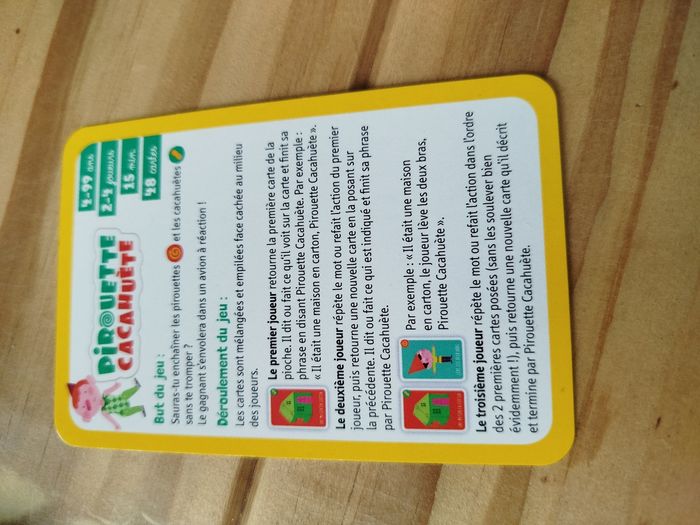 PIROUETTE
CACAHUÈTE
4-99 ans
2-4 joueurs
15 min
48 cartes
But du jeu :
Sauras-tu enchaîner les pirouettes et les cacahuètes
sans te tromper ?
Le gagnant s'envolera dans un avion à réaction !
Déroulement du jeu :
Les cartes sont mélangées et empilées face cachée au milieu
des joueurs.
Le premier joueur retourne la première carte de la
pioche. Il dit ou fait ce qu'il voit sur la carte et finit sa
phrase en disant Pirouette Cacahuète. Par exemple :
« Il était une maison en carton, Pirouette Cacahuète ».
Le deuxième joueur répète le mot ou refait l'action du premier
joueur, puis retourne une nouvelle carte en la posant sur
la précédente. Il dit ou fait ce qui est indiqué et finit sa phrase
par Pirouette Cacahuète.
Par exemple : « Il était une maison
en carton, le joueur lève les deux bras,
Pirouette Cacahuète ».
Le troisième joueur répète le mot ou refait l'action dans l'ordre
des 2 premières cartes posées (sans les soulever bien
évidemment !), puis retourne une nouvelle carte qu'il décrit
et termine par Pirouette Cacahuète.